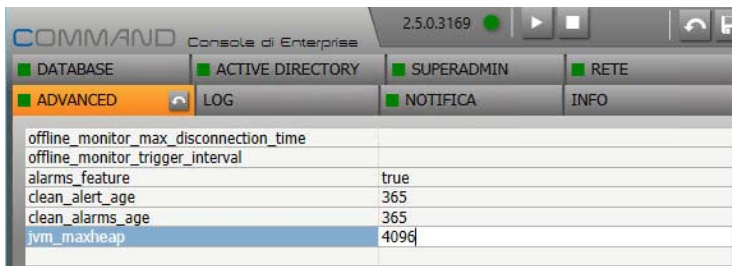 COMMAND Console di Enterprise 2.5.0.3169
DATABASE ACTIVE DIRECTORY SUPERADMIN RETE
ADVANCED LOG NOTIFICA INFO
offline_monitor_max_disconnection_time
offline_monitor_trigger_interval
alarms_feature true
clean_alert_age 365
clean_alarms_age 365
jvm_maxheap 4096